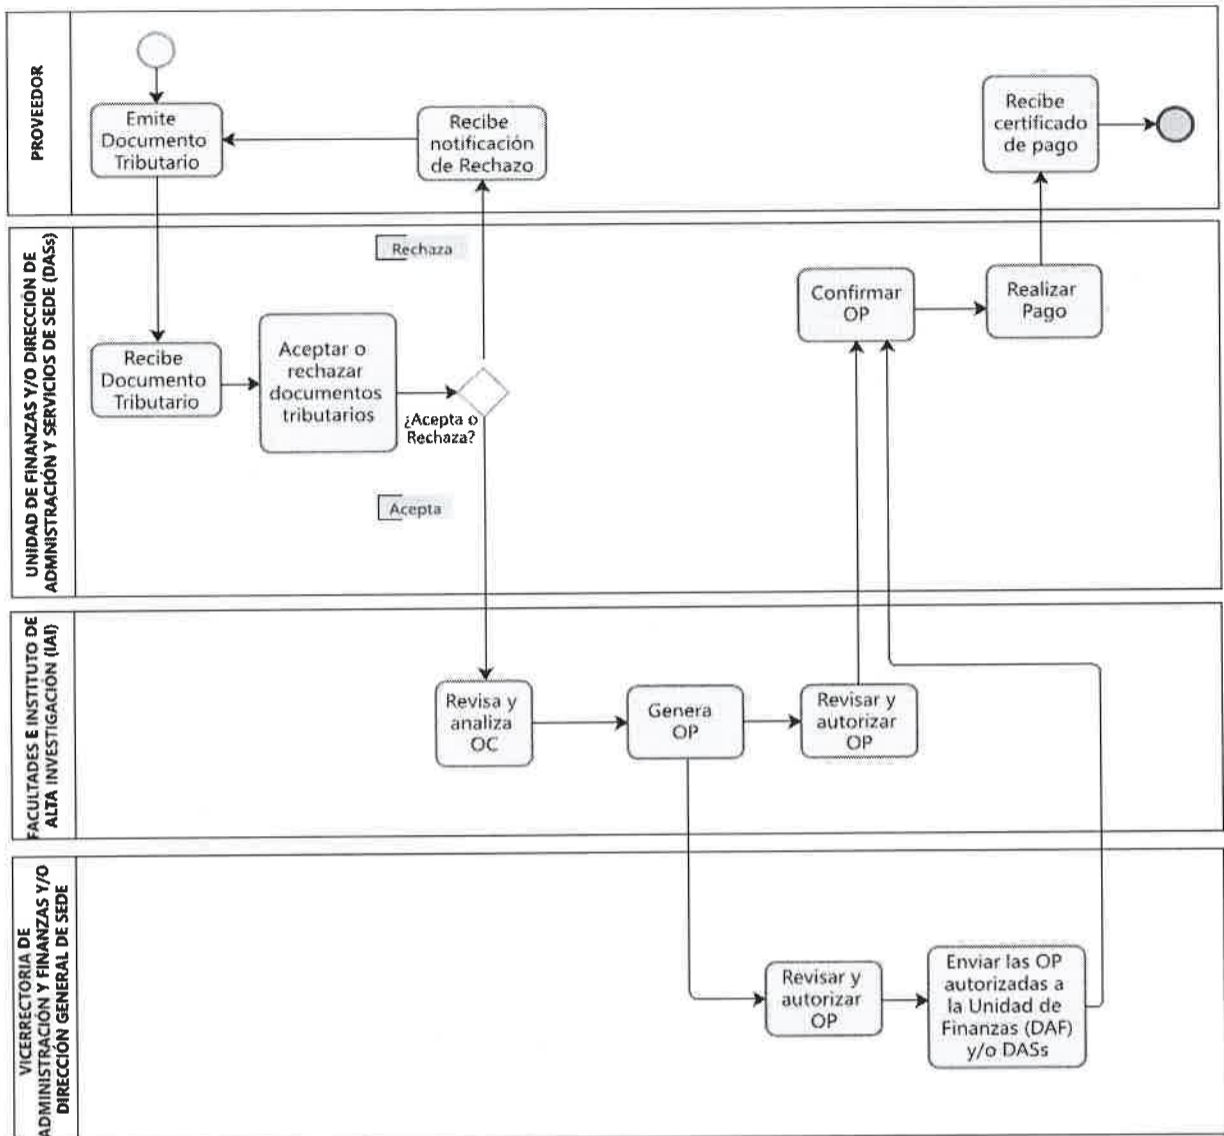 PROVEEDOR
Emite
Documento
Tributario
Recibe
notificación
de Rechazo
Recibe
certificado
de pago
UNIDAD DE FINANZAS Y/O DIRECCIÓN DE
ADMNISTRACIÓN Y SERVICIOS DE SEDE (DASs)
Rechaza
Recibe
Documento
Tributario
Aceptar o
rechazar
documentos
tributarios
¿Acepta o
Rechaza?
Acepta
Confirmar
OP
Realizar
Pago
FACULTADES E INSTITUTO DE
ALTA INVESTIGACIÓN (IAI)
Revisa y
analiza
OC
Genera
OP
Revisar y
autorizar
OP
VICERRECTORIA DE
ADMINISTRACIÓN Y FINANZAS Y/O
DIRECCIÓN GENERAL DE SEDE
Revisar y
autorizar
OP
Enviar las OP
autorizadas a
la Unidad de
Finanzas (DAF)
y/o DASs